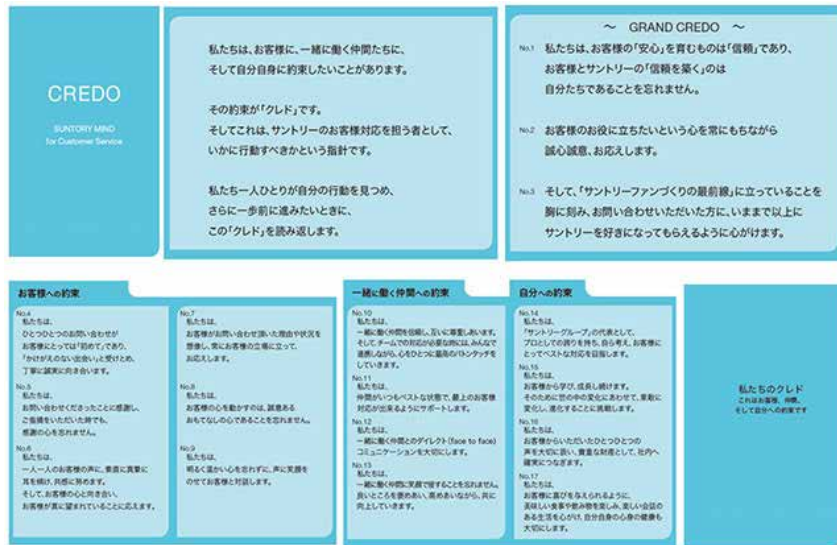 CREDO
SUNTORY MIND
for Customer Service
私たちは、お客様に、一緒に働く仲間たちに、
そして自分自身に約束したいことがあります。
その約束が「クレド」です。
そしてこれは、サントリーのお客様対応を担う者として、
いかに行動すべきかという指針です。
私たち一人ひとりが自分の行動を見つめ、
さらに一歩前に進みたいときに、
この「クレド」を読み返します。
～ GRAND CREDO ～
No.1 私たちは、お客様の「安心」を育むものは「信頼」であり、
お客様とサントリーの「信頼を築く」のは
自分たちであることを忘れません。
No.2 お客様のお役に立ちたいという心を常にもちながら
誠心誠意、お応えします。
No.3 そして、「サントリーファンづくりの最前線」に立っていることを
胸に刻み、お問い合わせいただいた方に、いままで以上に
サントリーを好きになってもらえるように心がけます。
お客様への約束
No.4
私たちは、
ひとつひとつのお問い合わせが
お客様にとっては「初めて」であり、
「かけがえのない出会い」と受けとめ、
丁寧に誠実に向き合います。
No.5
私たちは、
お問い合わせくださったことに感謝し、
ご指摘をいただいた時でも、
感謝の心を忘れません。
No.6
私たちは、
一人一人のお客様の声に、素直に真摯に
耳を傾け、共感に努めます。
そして、お客様の心と向き合い、
お客様が真に望まれていることに応えます。
No.7
私たちは、
お客様がお問い合わせ頂いた理由や状況を
想像し、常にお客様の立場に立って、
お応えします。
No.8
私たちは、
お客様の心を動かすのは、誠意ある
おもてなしの心であることを忘れません。
No.9
私たちは、
明るく温かい心を忘れずに、声に笑顔を
のせてお客様と対話します。
一緒に働く仲間への約束
No.10
私たちは、
一緒に働く仲間を信頼し、互いに尊重しあいます。
そして、チームでの対応が必要な時には、みんなで
連携しながら、心をひとつに最高のバトンタッチを
していきます。
No.11
私たちは、
仲間がいつもベストな状態で、最上のお客様
対応が出来るようにサポートします。
No.12
私たちは、
一緒に働く仲間とのダイレクト(face to face)
コミュニケーションを大切にします。
No.13
私たちは、
一緒に働く仲間に笑顔で接することを忘れません。
良いところを褒めあい、高めあいながら、共に
向上していきます。
自分への約束
No.14
私たちは、
「サントリーグループ」の代表として、
プロとしての誇りを持ち、自ら考え、お客様に
とってベストな対応を目指します。
No.15
私たちは、
お客様から学び、成長し続けます。
そのために世の中の変化にあわせて、柔軟に
変化し、進化することに挑戦します。
No.16
私たちは、
お客様からいただいたひとつひとつの
声を大切に扱い、貴重な財産として、社内へ
確実につなぎます。
No.17
私たちは、
お客様に喜びを与えられるように、
美味しい食事や飲み物を楽しみ、楽しい会話の
ある生活を心がけ、自分自身の心身の健康も
大切にします。
私たちのクレド
これはお客様、仲間、
そして自分への約束です